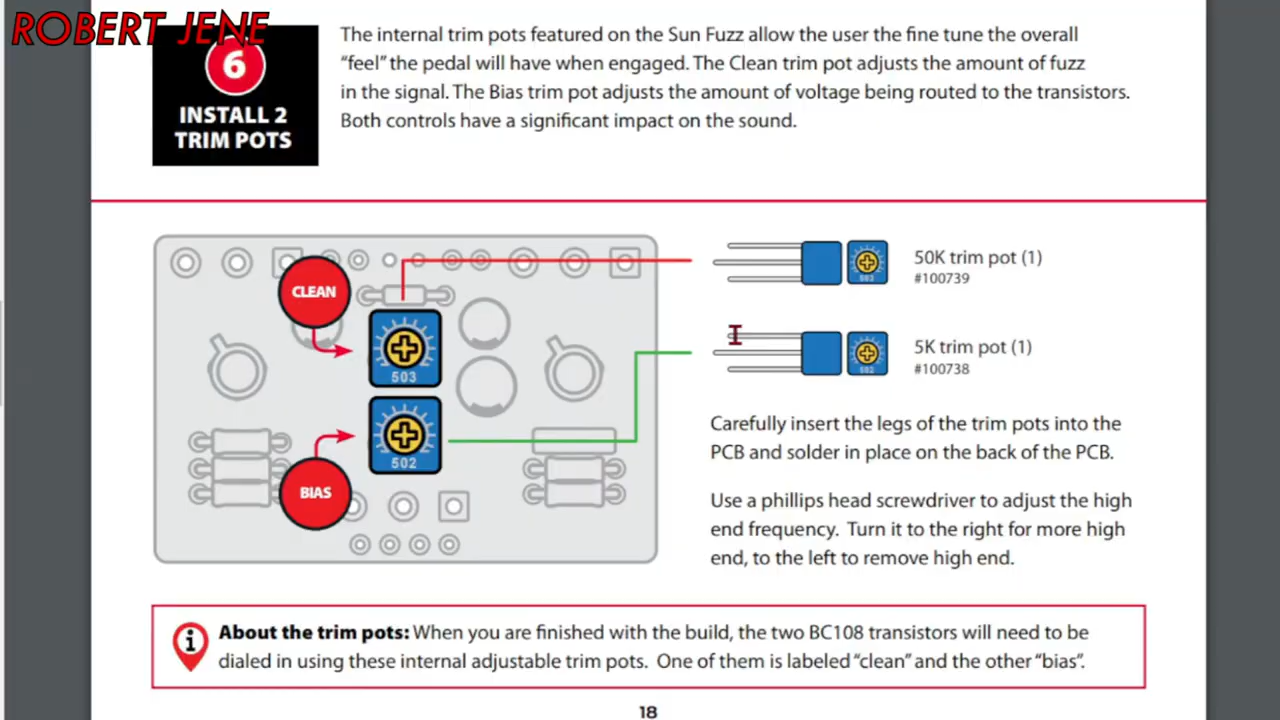 ROBERT JENE
6
INSTALL 2
TRIM POTS
The internal trim pots featured on the Sun Fuzz allow the user the fine tune the overall
“feel” the pedal will have when engaged. The Clean trim pot adjusts the amount of fuzz
in the signal. The Bias trim pot adjusts the amount of voltage being routed to the transistors.
Both controls have a significant impact on the sound.
CLEAN
503
502
BIAS
503
50K trim pot (1)
#100739
502
5K trim pot (1)
#100738
Carefully insert the legs of the trim pots into the
PCB and solder in place on the back of the PCB.
Use a phillips head screwdriver to adjust the high
end frequency. Turn it to the right for more high
end, to the left to remove high end.
About the trim pots: When you are finished with the build, the two BC108 transistors will need to be
dialed in using these internal adjustable trim pots. One of them is labeled “clean” and the other “bias”.
18